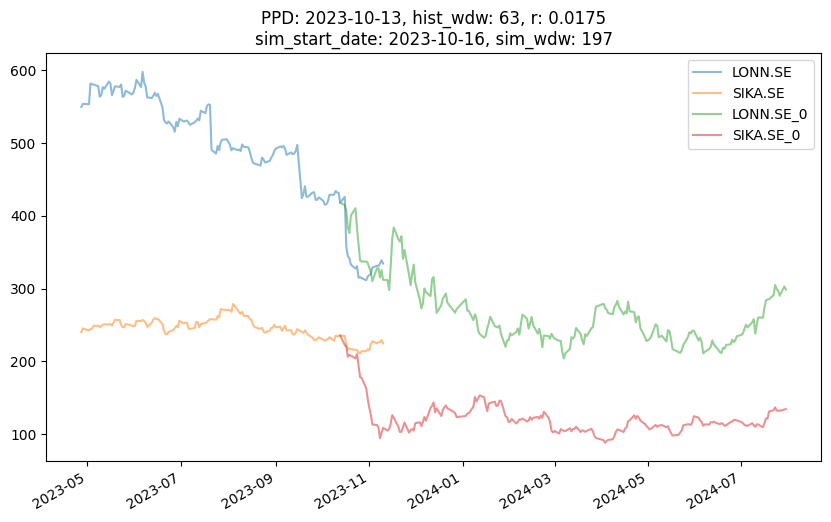 PPD: 2023-10-13, hist_wdw: 63, r: 0.0175
sim_start_date: 2023-10-16, sim_wdw: 197
LONN.SE
SIKA.SE
LONN.SE_0
SIKA.SE_0
600
500
400
300
200
100
2023-05
2023-07
2023-09
2023-11
2024-01
2024-03
2024-05
2024-07